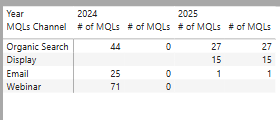 Year 2024 2025
MQLs Channel # of MQLs # of MQLs # of MQLs # of MQLs
Organic Search 44 0 27 27
Display 15 15
Email 25 0 1 1
Webinar 71 0